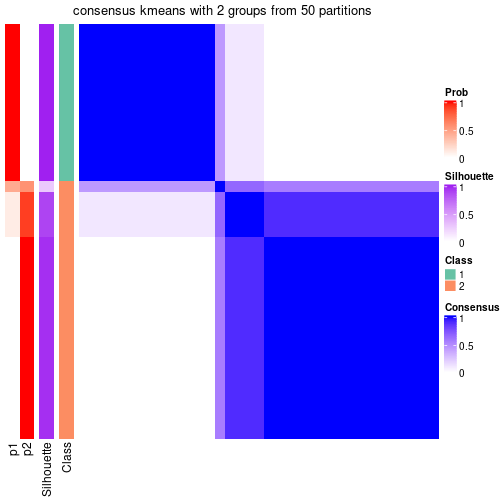 consensus kmeans with 2 groups from 50 partitions
Prob
1
0.5
0
Silhouette
1
0.5
0
Class
1
2
Consensus
1
0.5
0
p1
p2
Silhouette
Class